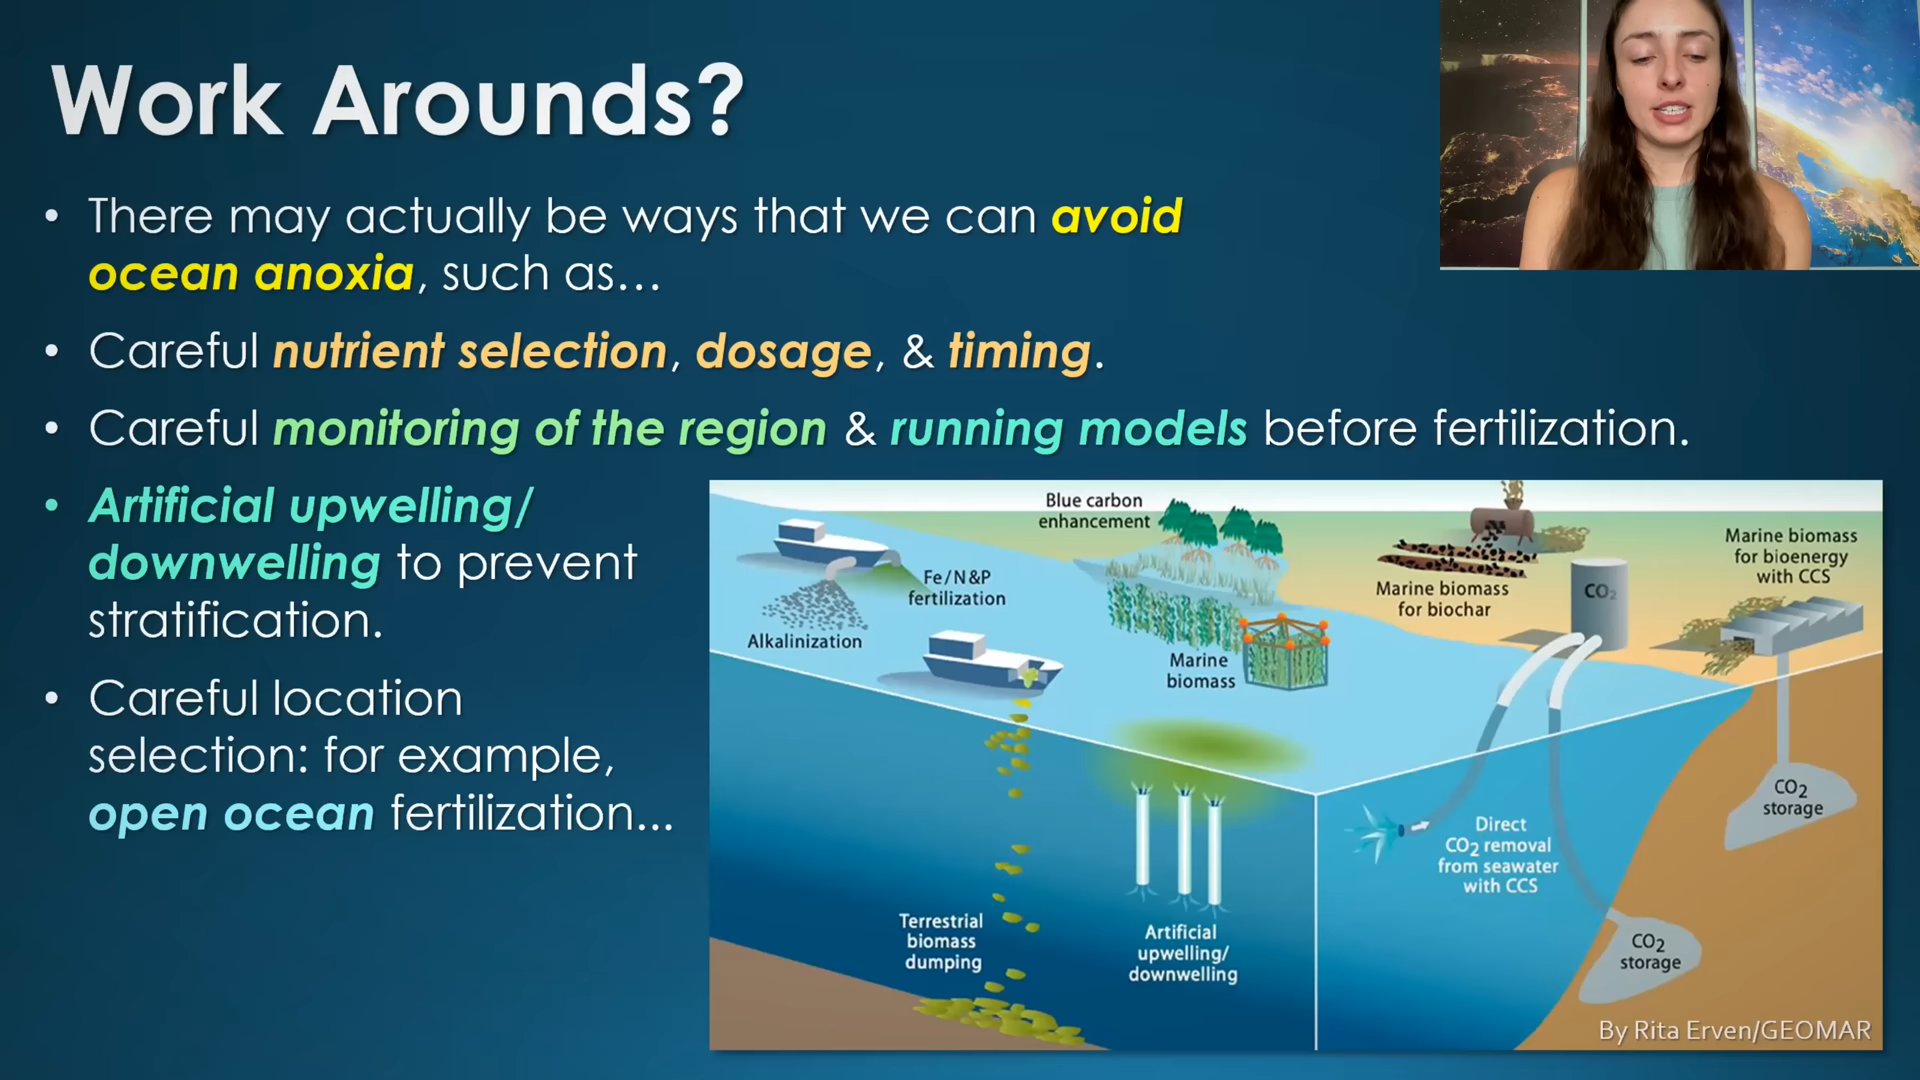 Work Arounds?
• There may actually be ways that we can avoid
ocean anoxia, such as...
• Careful nutrient selection, dosage, & timing.
• Careful monitoring of the region & running models before fertilization.
• Artificial upwelling/
downwelling to prevent
stratification.
• Careful location
selection: for example,
open ocean fertilization...
Blue carbon
enhancement
Fe/N&P
fertilization
Alkalinization
Marine
biomass
Marine biomass
for biochar
CO₂
Marine biomass
for bioenergy
with CCS
CO₂
storage
Direct
CO₂ removal
from seawater
with CCS
Terrestrial
biomass
dumping
Artificial
upwelling/
downwelling
CO₂
storage
By Rita Erven/GEOMAR